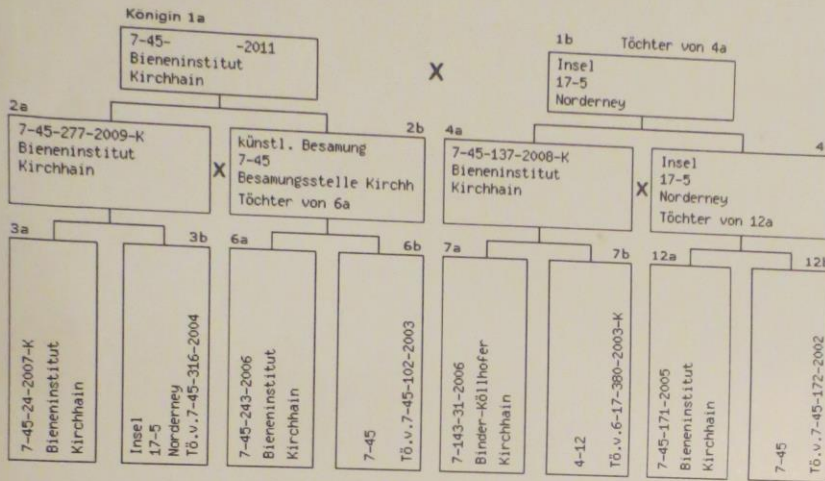 Königin 1a
7-45-          -2011
Bieneninstitut
Kirchhain
X
1b
Töchter von 4a
Insel
17-5
Norderney
2a
7-45-277-2009-K
Bieneninstitut
Kirchhain
X
2b
künstl. Besamung
7-45
Besamungsstelle Kirchh
Töchter von 6a
4a
7-45-137-2008-K
Bieneninstitut
Kirchhain
X
4
Insel
17-5
Norderney
Töchter von 12a
3a
7-45-24-2007-K
Bieneninstitut
Kirchhain
3b
Insel
17-5
Norderney
Tö.v.7-45-316-2004
6a
7-45-243-2006
Bieneninstitut
Kirchhain
6b
7-45
Tö.v.7-45-102-2003
7a
7-143-31-2006
Binder-Köllhofer
Kirchhain
7b
4-12
Tö.v.6-17-380-2003-K
12a
7-45-171-2005
Bieneninstitut
Kirchhain
12b
7-45
Tö.v.7-45-172-2002